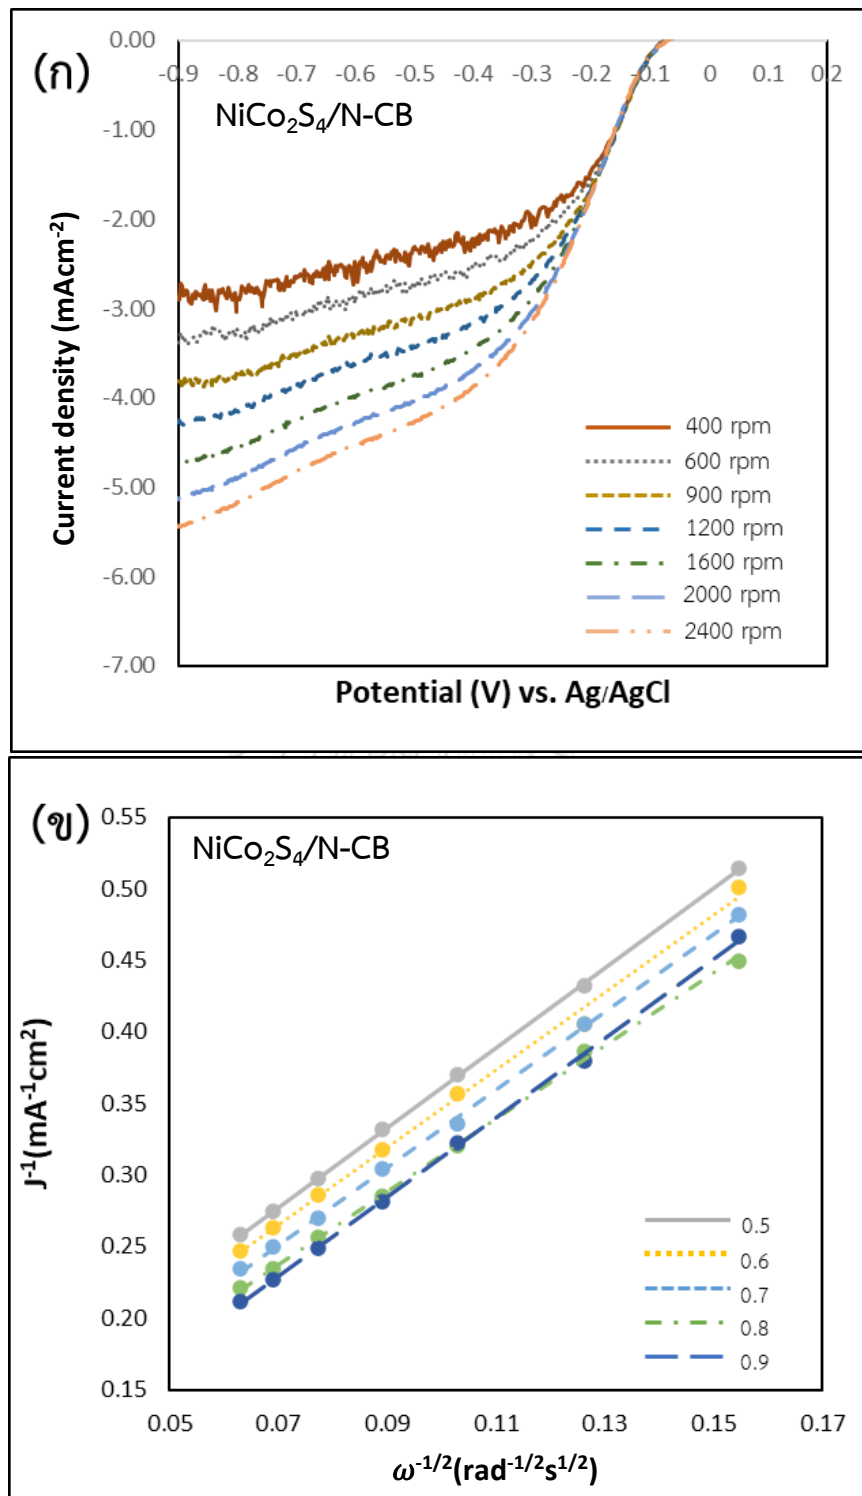 (ก)
0.00
-0.9 -0.8 -0.7 -0.6 -0.5 -0.4 -0.3 -0.2 -0.1 0 0.1 0.2
NiCo₂S₄/N-CB
-1.00
-2.00
-3.00
-4.00
-5.00
-6.00
-7.00
Current density (mAcm⁻²)
400 rpm
600 rpm
900 rpm
1200 rpm
1600 rpm
2000 rpm
2400 rpm
Potential (V) vs. Ag/AgCl
(ข)
NiCo₂S₄/N-CB
0.55
0.50
0.45
0.40
0.35
0.30
0.25
0.20
0.15
J⁻¹(mA⁻¹cm²)
0.5
0.6
0.7
0.8
0.9
0.05 0.07 0.09 0.11 0.13 0.15 0.17
ω⁻¹/²(rad⁻¹/²s¹/²)